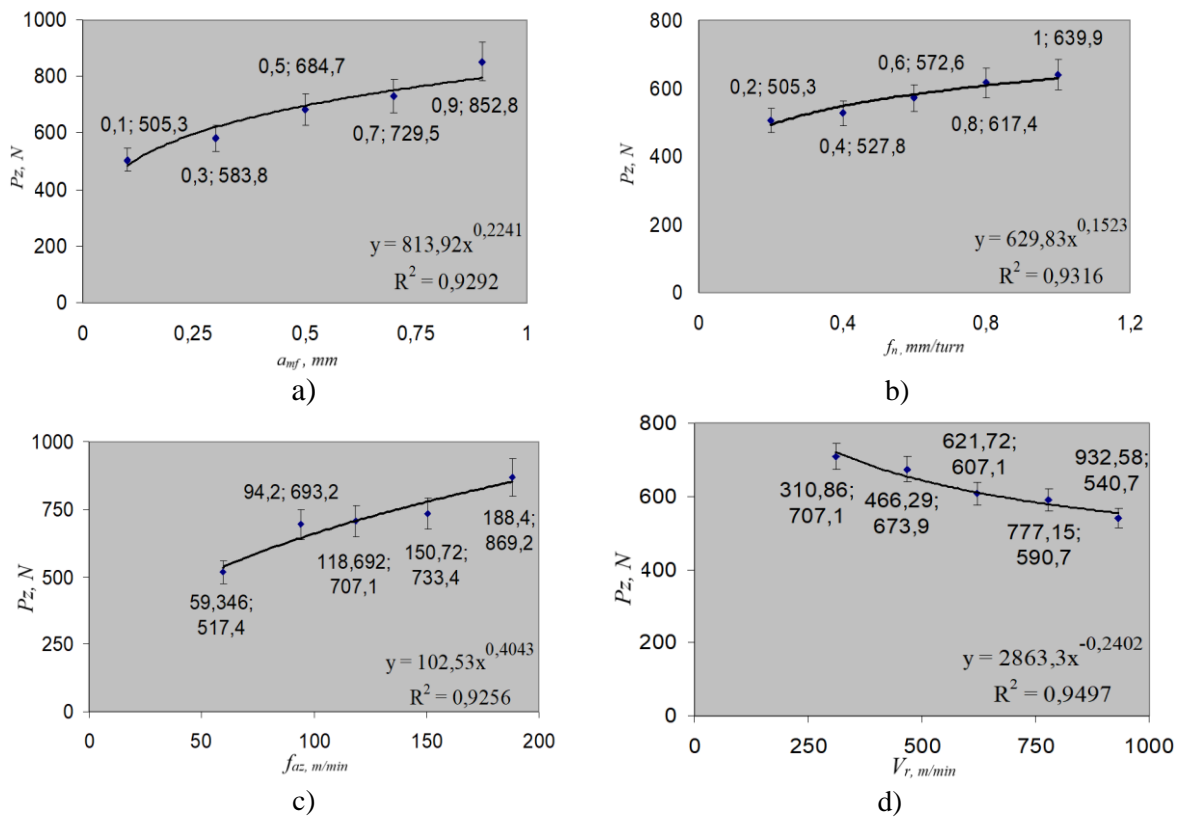 1000
800
600
400
200
0
Pz, N
0,1; 505,3
0,3; 583,8
0,5; 684,7
0,7; 729,5
0,9; 852,8
y = 813,92x^0,2241
R^2 = 0,9292
0 0,25 0,5 0,75 1
a_mf , mm
a)
800
600
400
200
0
Pz, N
0,2; 505,3
0,4; 527,8
0,6; 572,6
0,8; 617,4
1; 639,9
y = 629,83x^0,1523
R^2 = 0,9316
0 0,4 0,8 1,2
f_n, mm/turn
b)
1000
750
500
250
0
Pz, N
59,346;
517,4
94,2; 693,2
118,692;
707,1
150,72;
733,4
188,4;
869,2
y = 102,53x^0,4043
R^2 = 0,9256
0 50 100 150 200
f_az, m/min
c)
800
600
400
200
0
Pz, N
310,86;
707,1
466,29;
673,9
621,72;
607,1
777,15;
590,7
932,58;
540,7
y = 2863,3x^-0,2402
R^2 = 0,9497
0 250 500 750 1000
V_r, m/min
d)